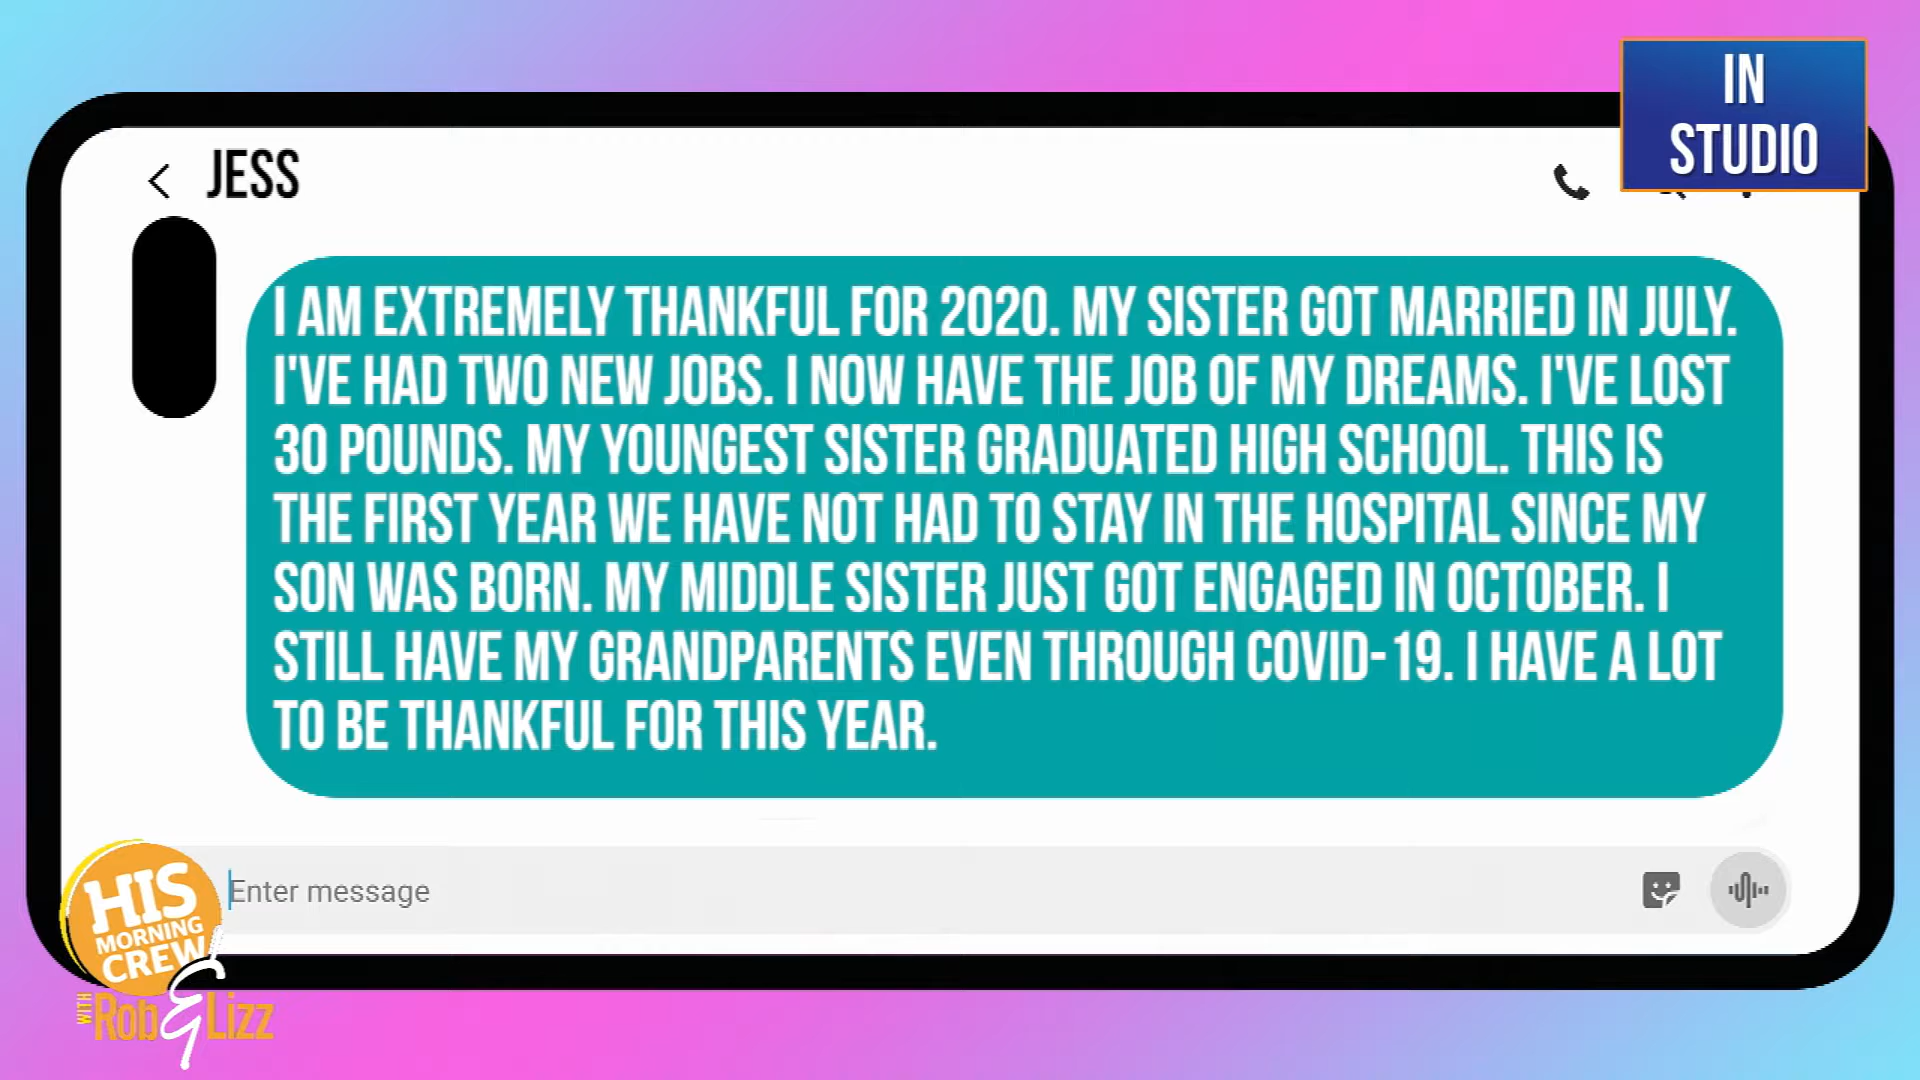 IN
STUDIO
JESS
I AM EXTREMELY THANKFUL FOR 2020. MY SISTER GOT MARRIED IN JULY.
I'VE HAD TWO NEW JOBS. I NOW HAVE THE JOB OF MY DREAMS. I'VE LOST
30 POUNDS. MY YOUNGEST SISTER GRADUATED HIGH SCHOOL. THIS IS
THE FIRST YEAR WE HAVE NOT HAD TO STAY IN THE HOSPITAL SINCE MY
SON WAS BORN. MY MIDDLE SISTER JUST GOT ENGAGED IN OCTOBER. I
STILL HAVE MY GRANDPARENTS EVEN THROUGH COVID-19. I HAVE A LOT
TO BE THANKFUL FOR THIS YEAR.
Enter message
HIS
MORNING
CREW
WITH Rob & Lizz